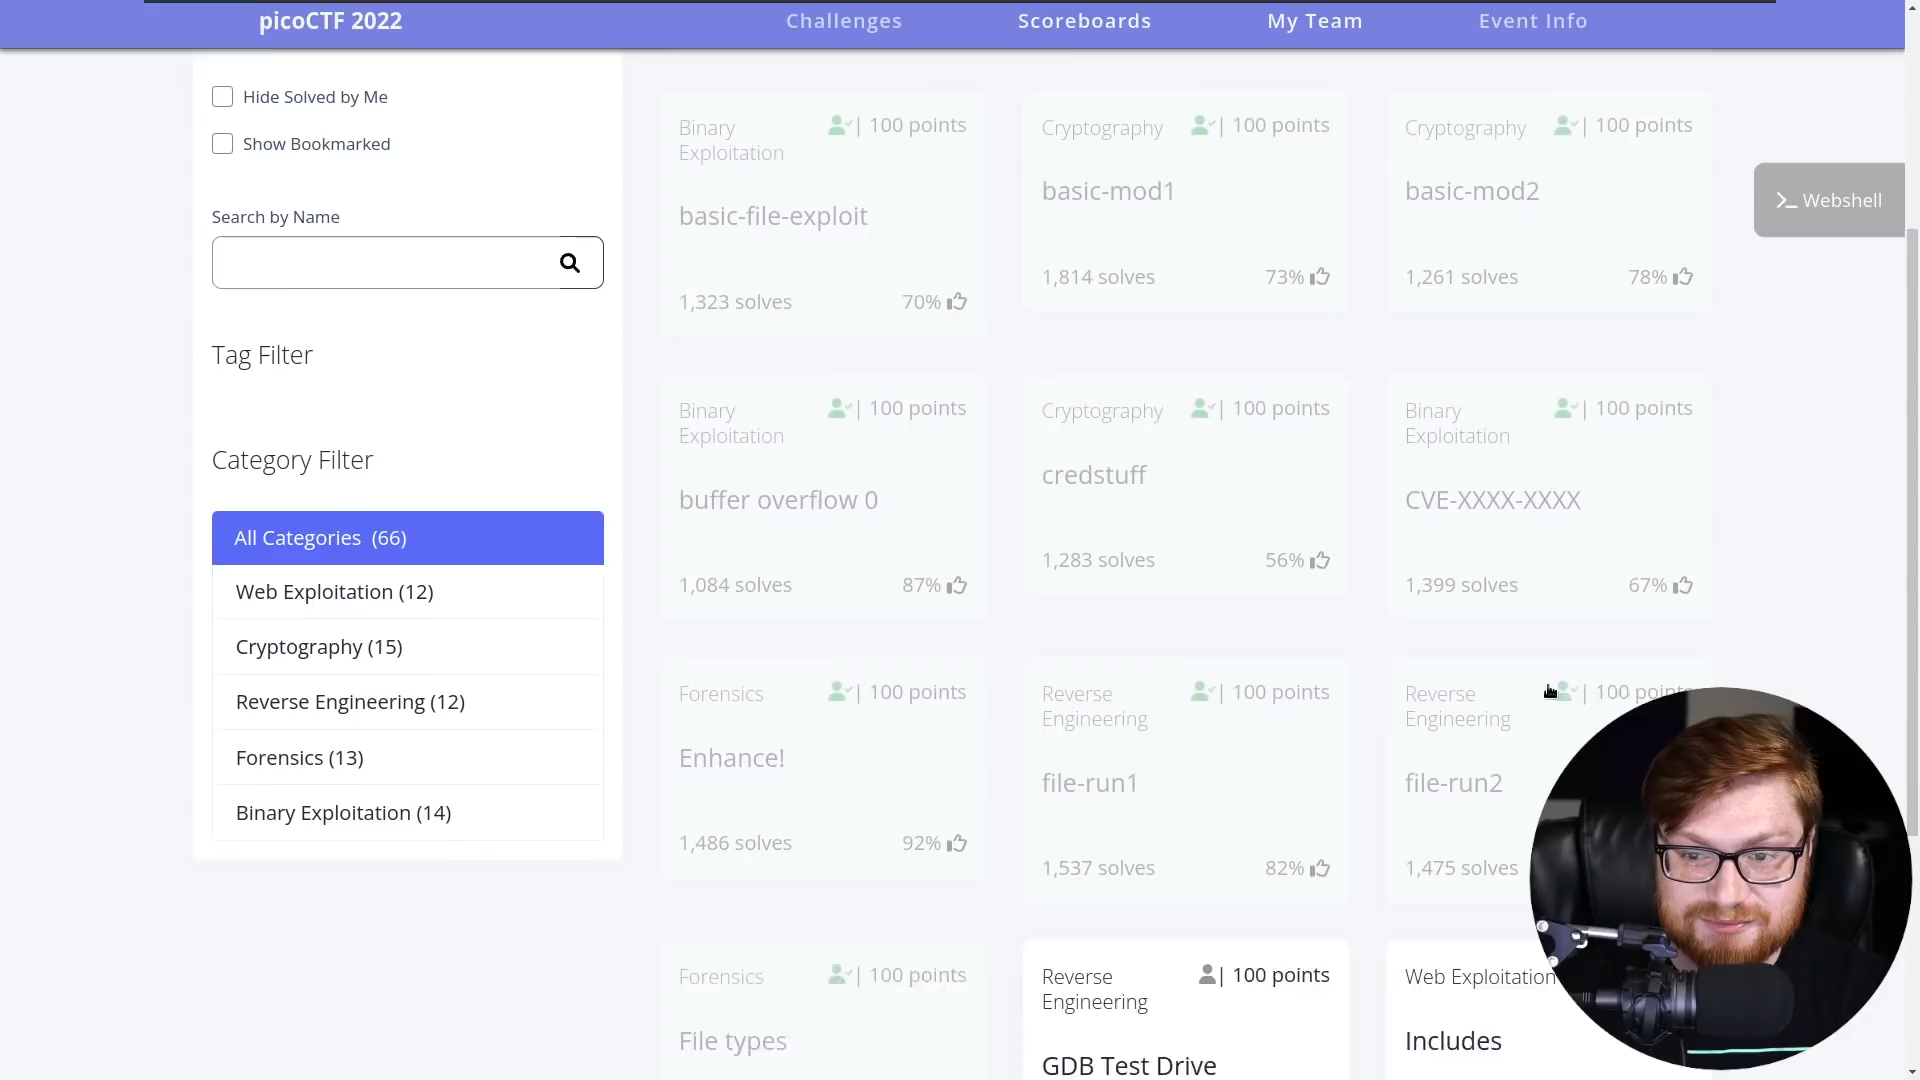 picoCTF 2022
Challenges
Scoreboards
My Team
Event Info
Hide Solved by Me
Show Bookmarked
Search by Name
Tag Filter
Category Filter
All Categories (66)
Web Exploitation (12)
Cryptography (15)
Reverse Engineering (12)
Forensics (13)
Binary Exploitation (14)
Binary
Exploitation
| 100 points
basic-file-exploit
1,323 solves
70%
Cryptography
| 100 points
basic-mod1
1,814 solves
73%
Cryptography
| 100 points
basic-mod2
1,261 solves
78%
>_ Webshell
Binary
Exploitation
| 100 points
buffer overflow 0
1,084 solves
87%
Cryptography
| 100 points
credstuff
1,283 solves
56%
Binary
Exploitation
| 100 points
CVE-XXXX-XXXX
1,399 solves
67%
Forensics
| 100 points
Enhance!
1,486 solves
92%
Reverse
Engineering
| 100 points
file-run1
1,537 solves
82%
Reverse
Engineering
| 100 points
file-run2
1,475 solves
Forensics
| 100 points
File types
Reverse
Engineering
| 100 points
GDB Test Drive
Web Exploitation
Includes